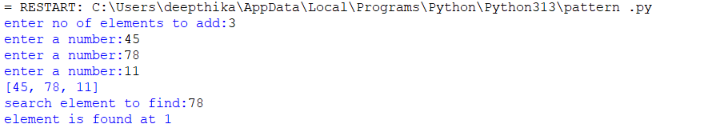 = RESTART: C:\Users\deepthika\AppData\Local\Programs\Python\Python313\pattern .py
enter no of elements to add:3
enter a number:45
enter a number:78
enter a number:11
[45, 78, 11]
search element to find:78
element is found at 1